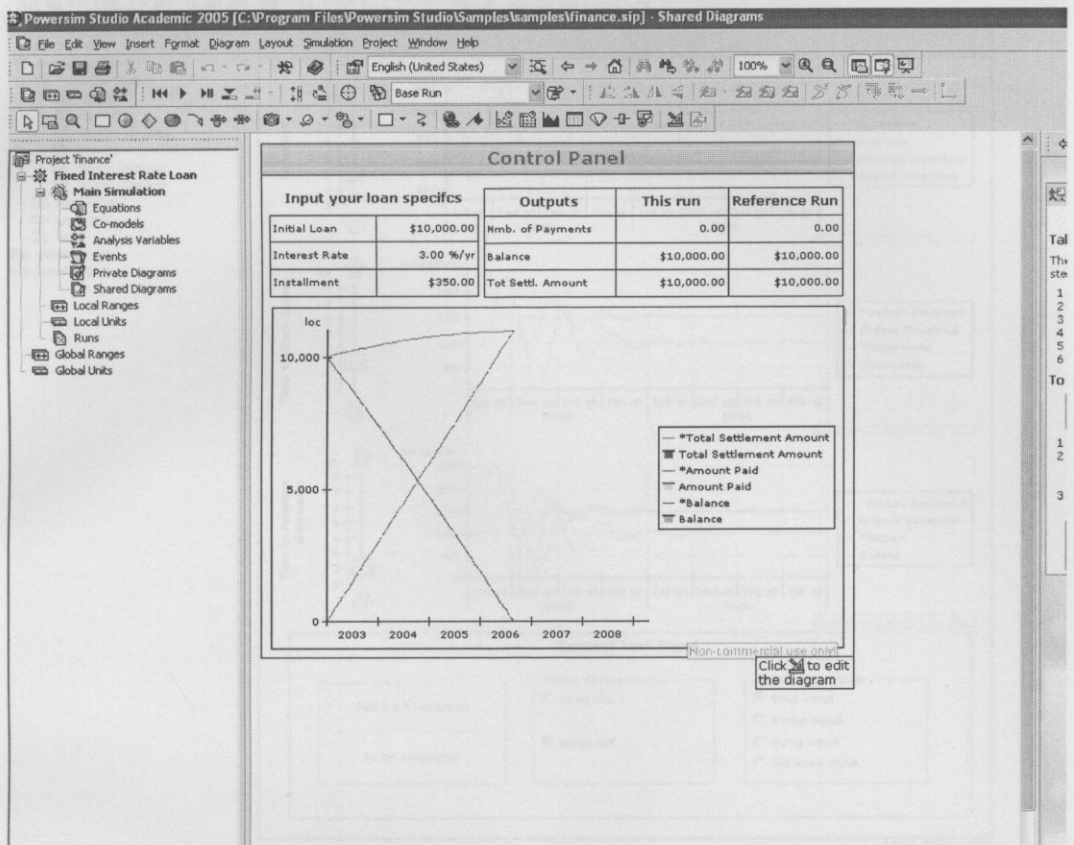 Powersim Studio Academic 2005 [C:\Program Files\Powersim Studio\Samples\samples\finance.sip] - Shared Diagrams
File Edit View Insert Format Diagram Layout Simulation Project Window Help
English (United States)
100%
Base Run
Project 'finance'
Fixed Interest Rate Loan
Main Simulation
Equations
Co-models
Analysis Variables
Events
Private Diagrams
Shared Diagrams
Local Ranges
Local Units
Runs
Global Ranges
Global Units
Control Panel
Input your loan specifcs
Initial Loan $10,000.00
Interest Rate 3.00 %/yr
Installment $350.00
Outputs This run Reference Run
Nmb. of Payments 0.00 0.00
Balance $10,000.00 $10,000.00
Tot Settl. Amount $10,000.00 $10,000.00
loc
10,000
5,000
0
2003 2004 2005 2006 2007 2008
*Total Settlement Amount
Total Settlement Amount
*Amount Paid
Amount Paid
*Balance
Balance
Non-commercial use only!
Click to edit
the diagram
Tal
The
ste
1
2
3
4
5
6
To
1
2
3